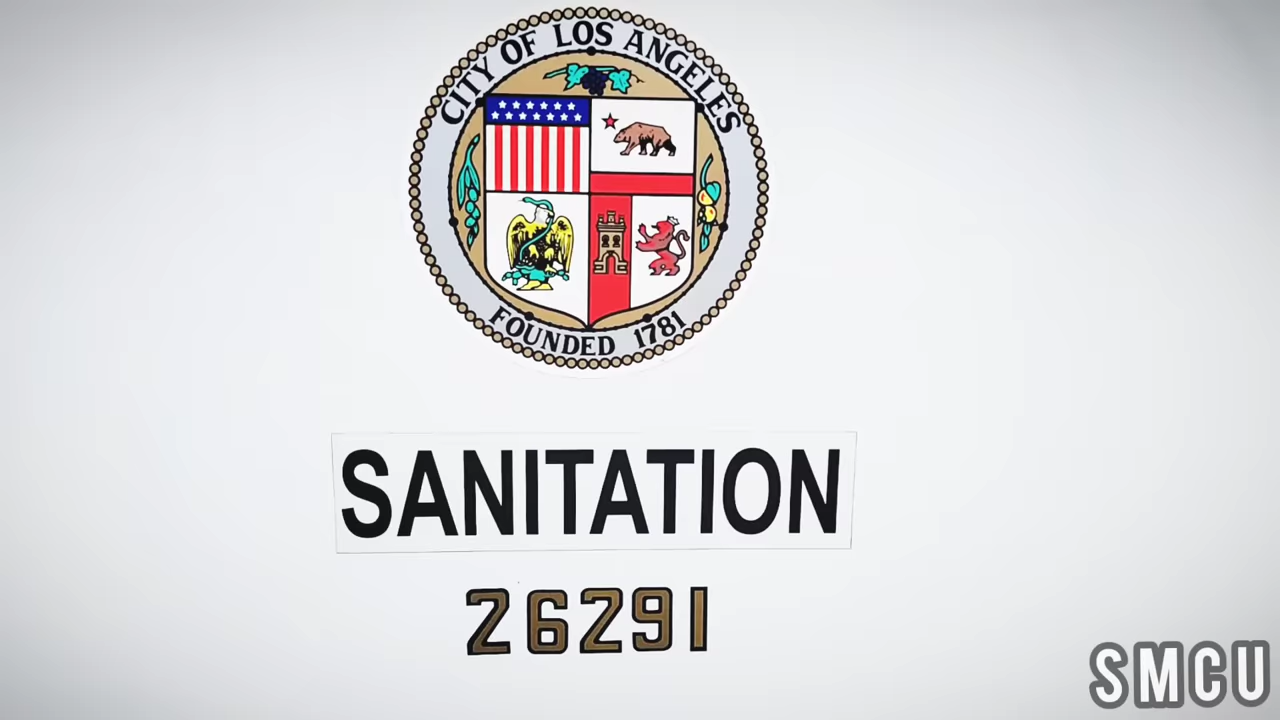 CITY OF LOS ANGELES
FOUNDED 1781
SANITATION
26291
SMCU